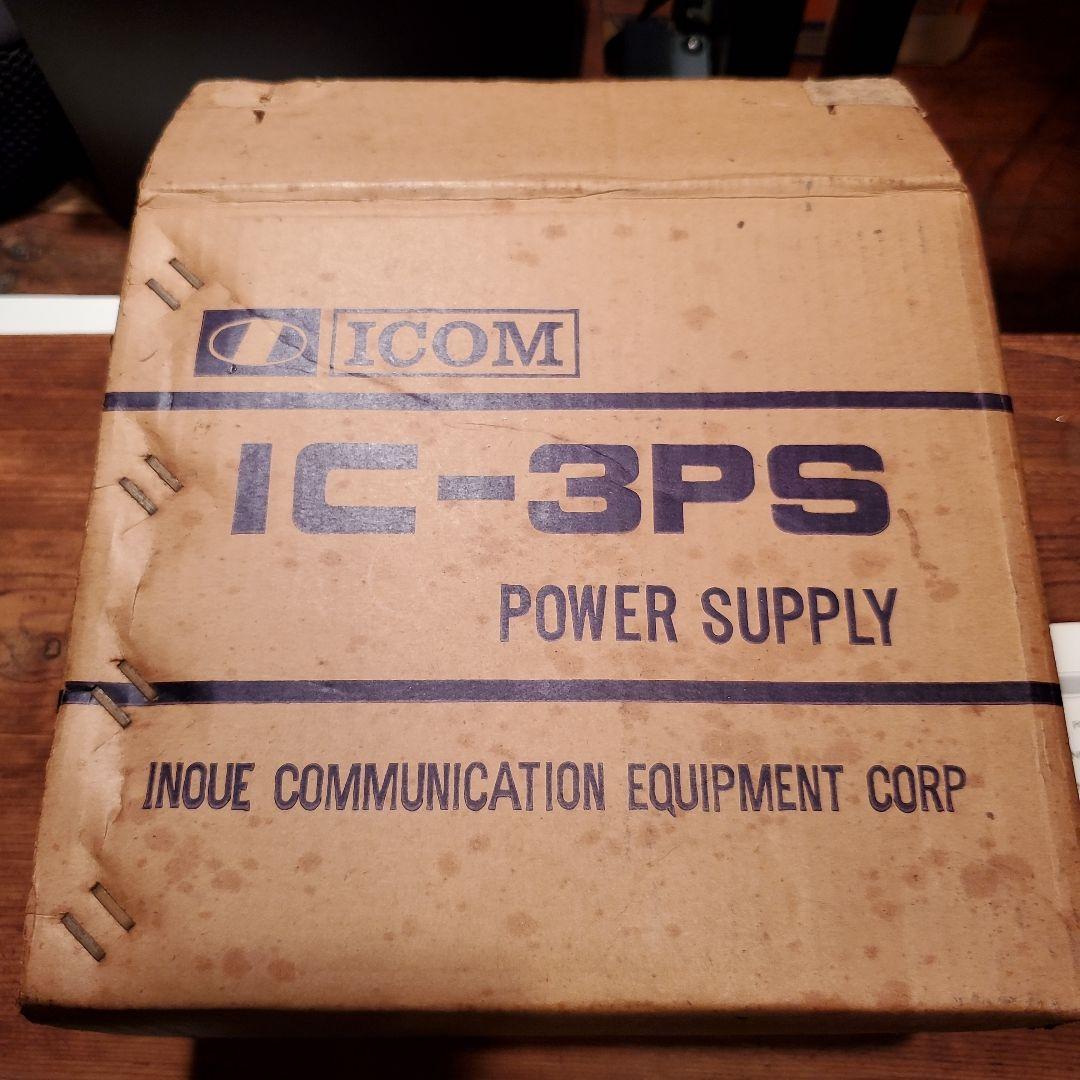 ICOM
IC-3PS
POWER SUPPLY
INOUE COMMUNICATION EQUIPMENT CORP.